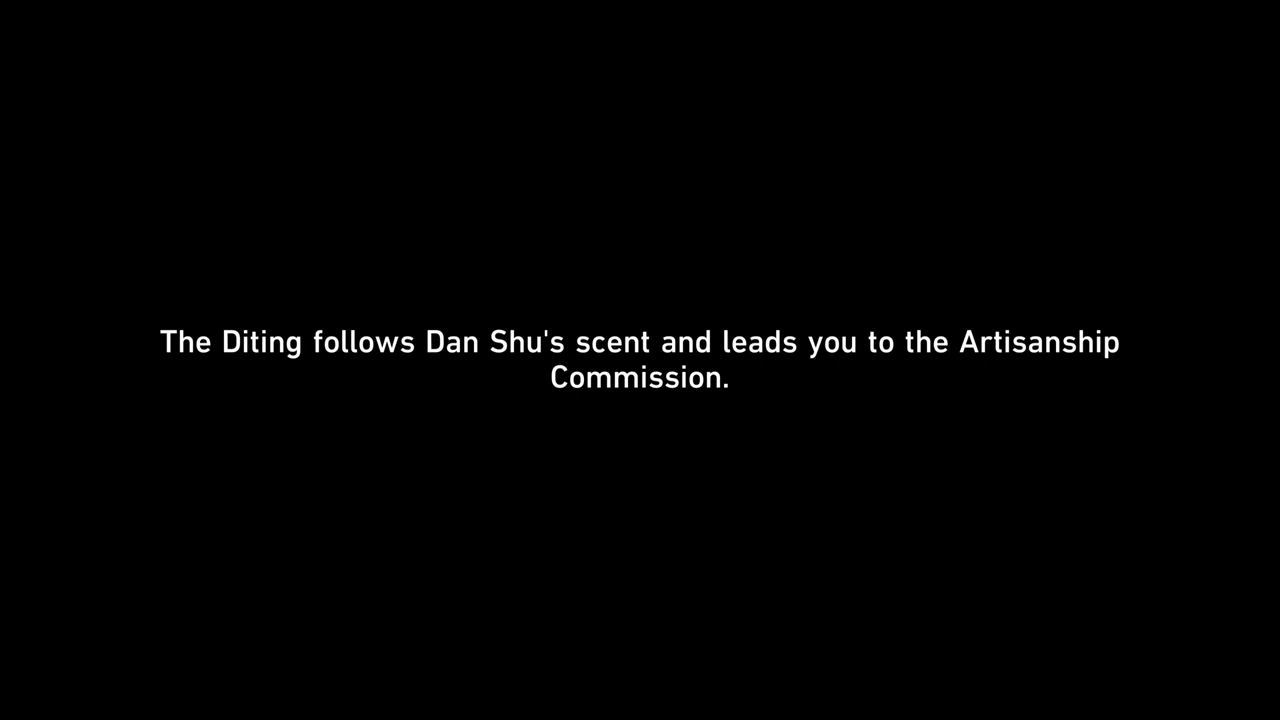 The Diting follows Dan Shu's scent and leads you to the Artisanship
Commission.